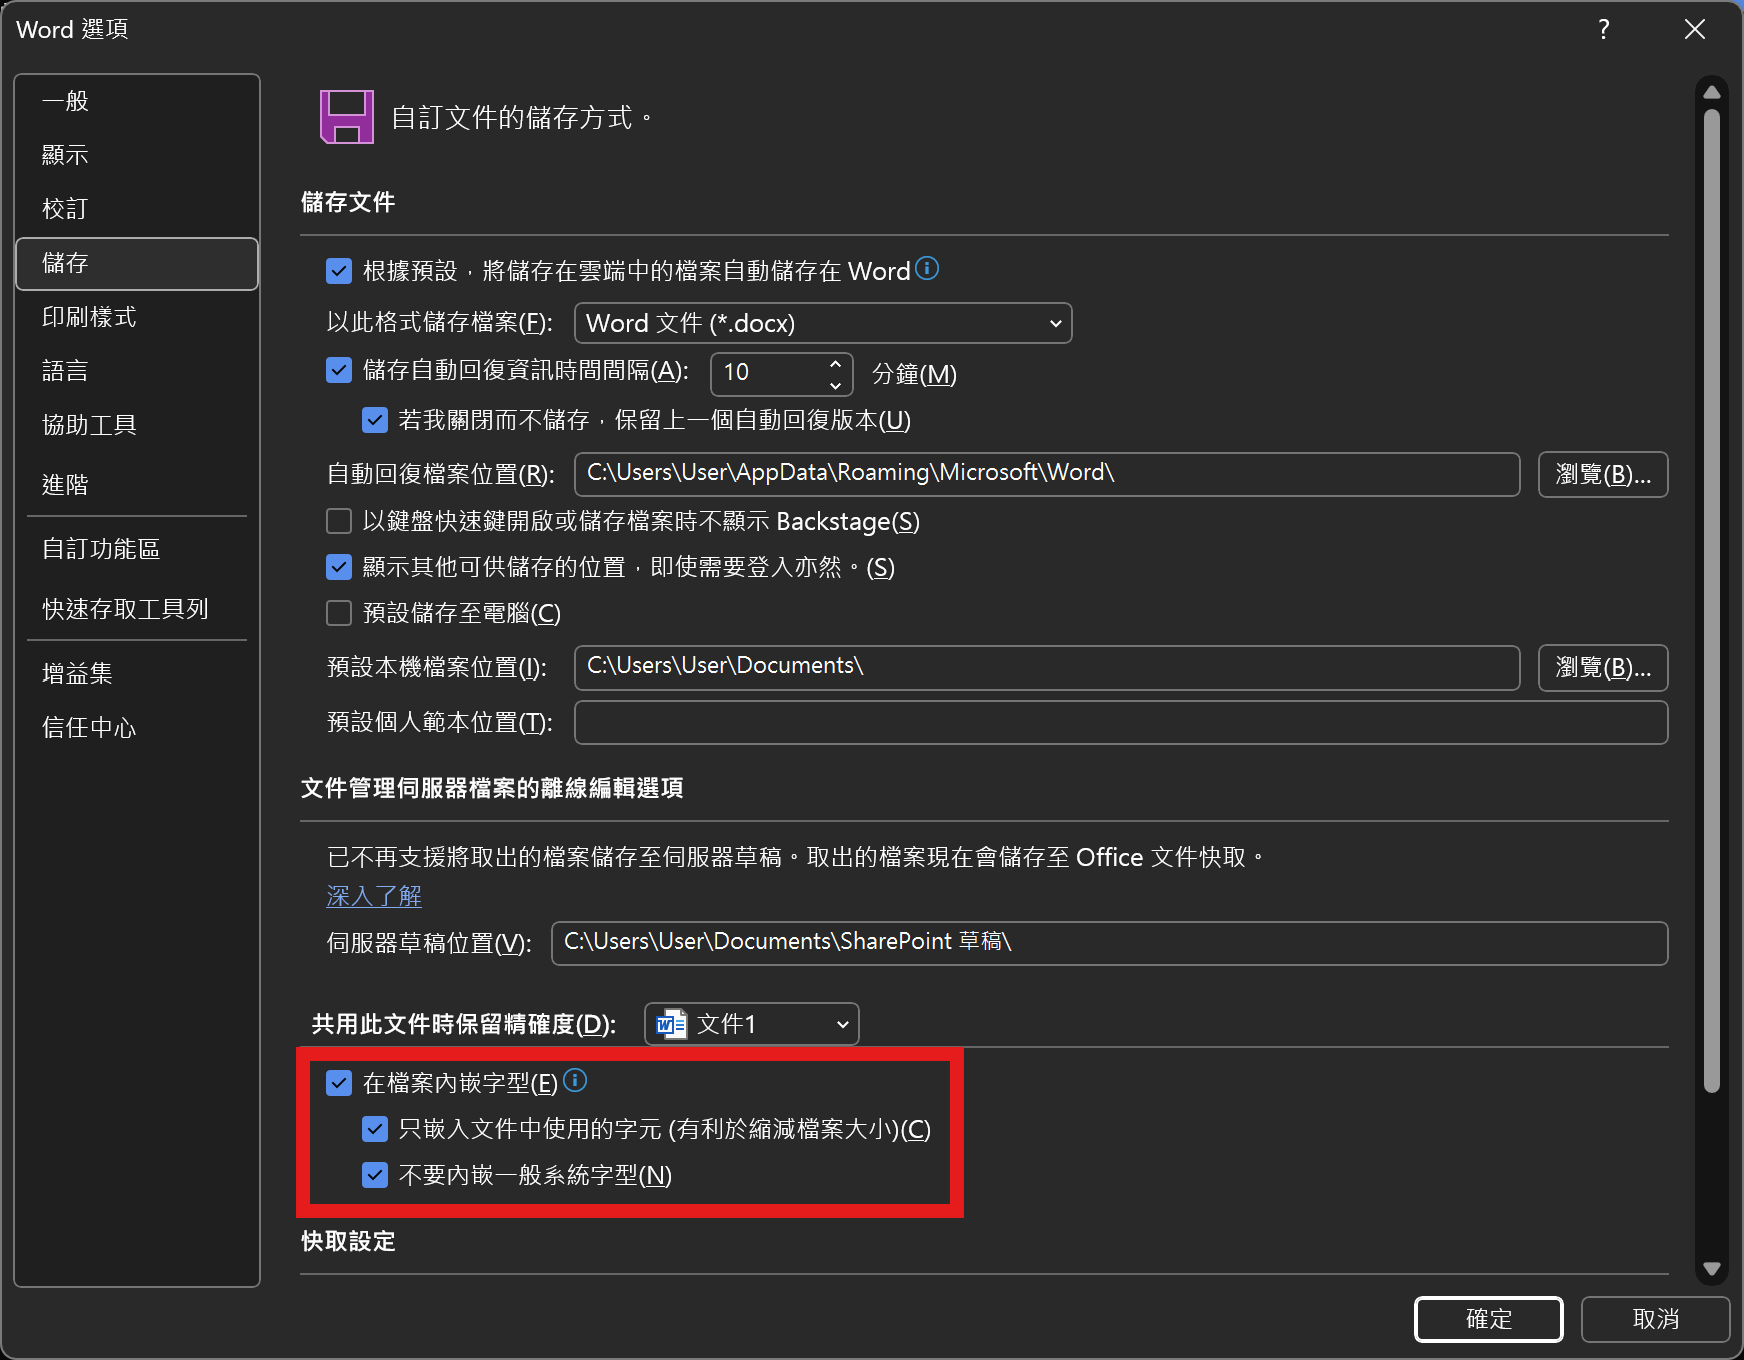 Word 選項
?
一般
顯示
校訂
儲存
印刷樣式
語言
協助工具
進階
自訂功能區
快速存取工具列
增益集
信任中心
自訂文件的儲存方式。
儲存文件
根據預設，將儲存在雲端中的檔案自動儲存在 Word
以此格式儲存檔案(F): Word 文件 (*.docx)
儲存自動回復資訊時間間隔(A): 10 分鐘(M)
若我關閉而不儲存，保留上一個自動回復版本(U)
自動回復檔案位置(R): C:\Users\User\AppData\Roaming\Microsoft\Word\ 瀏覽(B)...
以鍵盤快速鍵開啟或儲存檔案時不顯示 Backstage(S)
顯示其他可供儲存的位置，即使需要登入亦然。(S)
預設儲存至電腦(C)
預設本機檔案位置(I): C:\Users\User\Documents\ 瀏覽(B)...
預設個人範本位置(T):
文件管理伺服器檔案的離線編輯選項
已不再支援將取出的檔案儲存至伺服器草稿。取出的檔案現在會儲存至 Office 文件快取。
深入了解
伺服器草稿位置(V): C:\Users\User\Documents\SharePoint 草稿\
共用此文件時保留精確度(D): 文件1
在檔案內嵌字型(E)
只嵌入文件中使用的字元 (有利於縮減檔案大小)(C)
不要內嵌一般系統字型(N)
快取設定
確定 取消